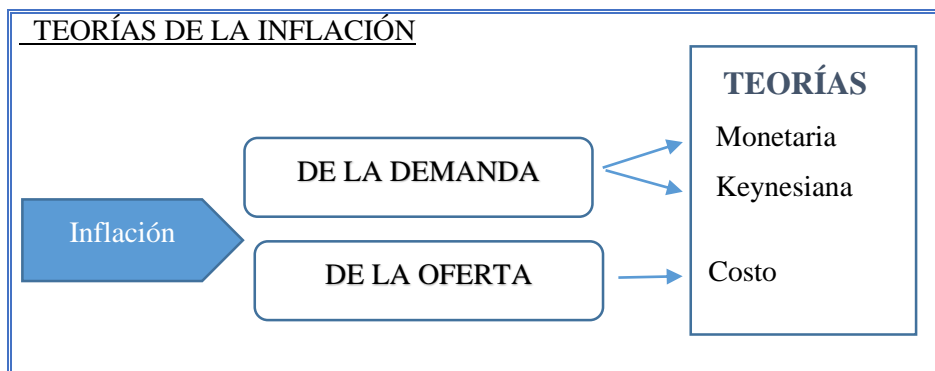 TEORÍAS DE LA INFLACIÓN
TEORÍAS
Monetaria
DE LA DEMANDA
Keynesiana
Inflación
DE LA OFERTA
Costo